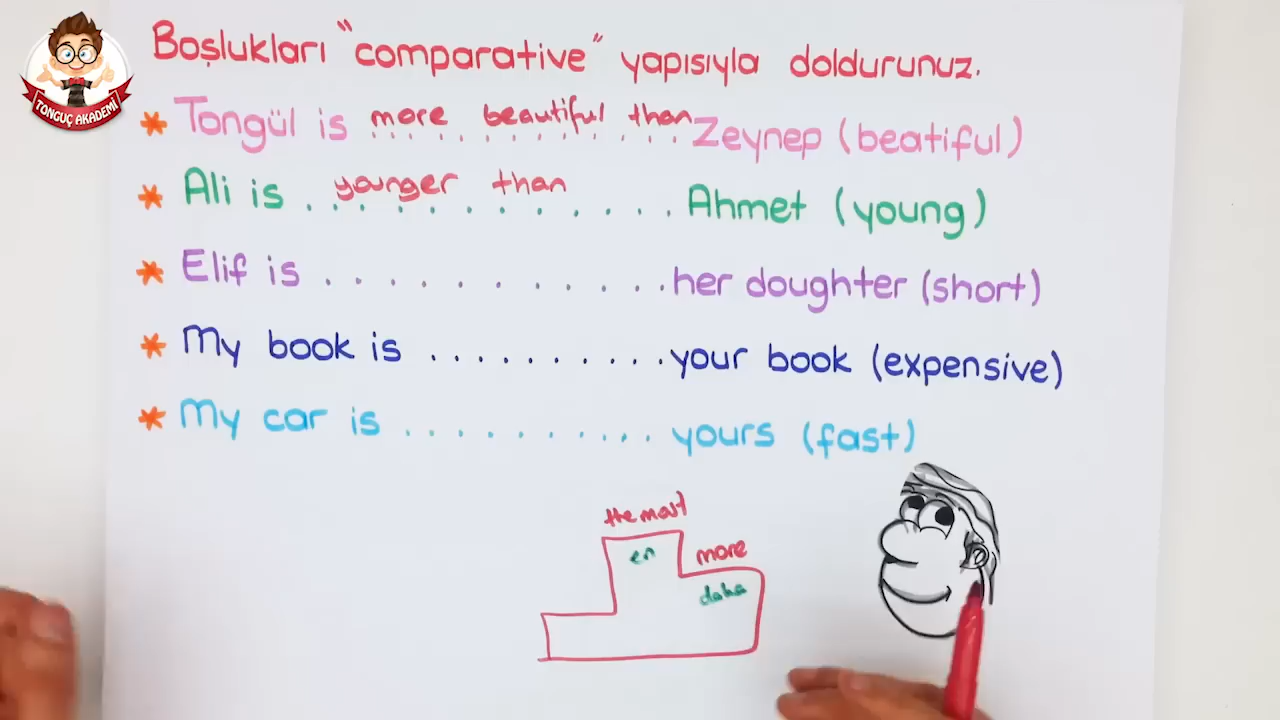 TONGUÇ AKADEMİ
Boşlukları "comparative" yapısıyla doldurunuz.
* Tongül is more beautiful than Zeynep (beatiful)
* Ali is . younger than . . . . . . . . . . . Ahmet (young)
* Elif is . . . . . . . . . . . . her doughter (short)
* My book is . . . . . . . . . . your book (expensive)
* My car is . . . . . . . . . . yours (fast)
the most
en
more
daha